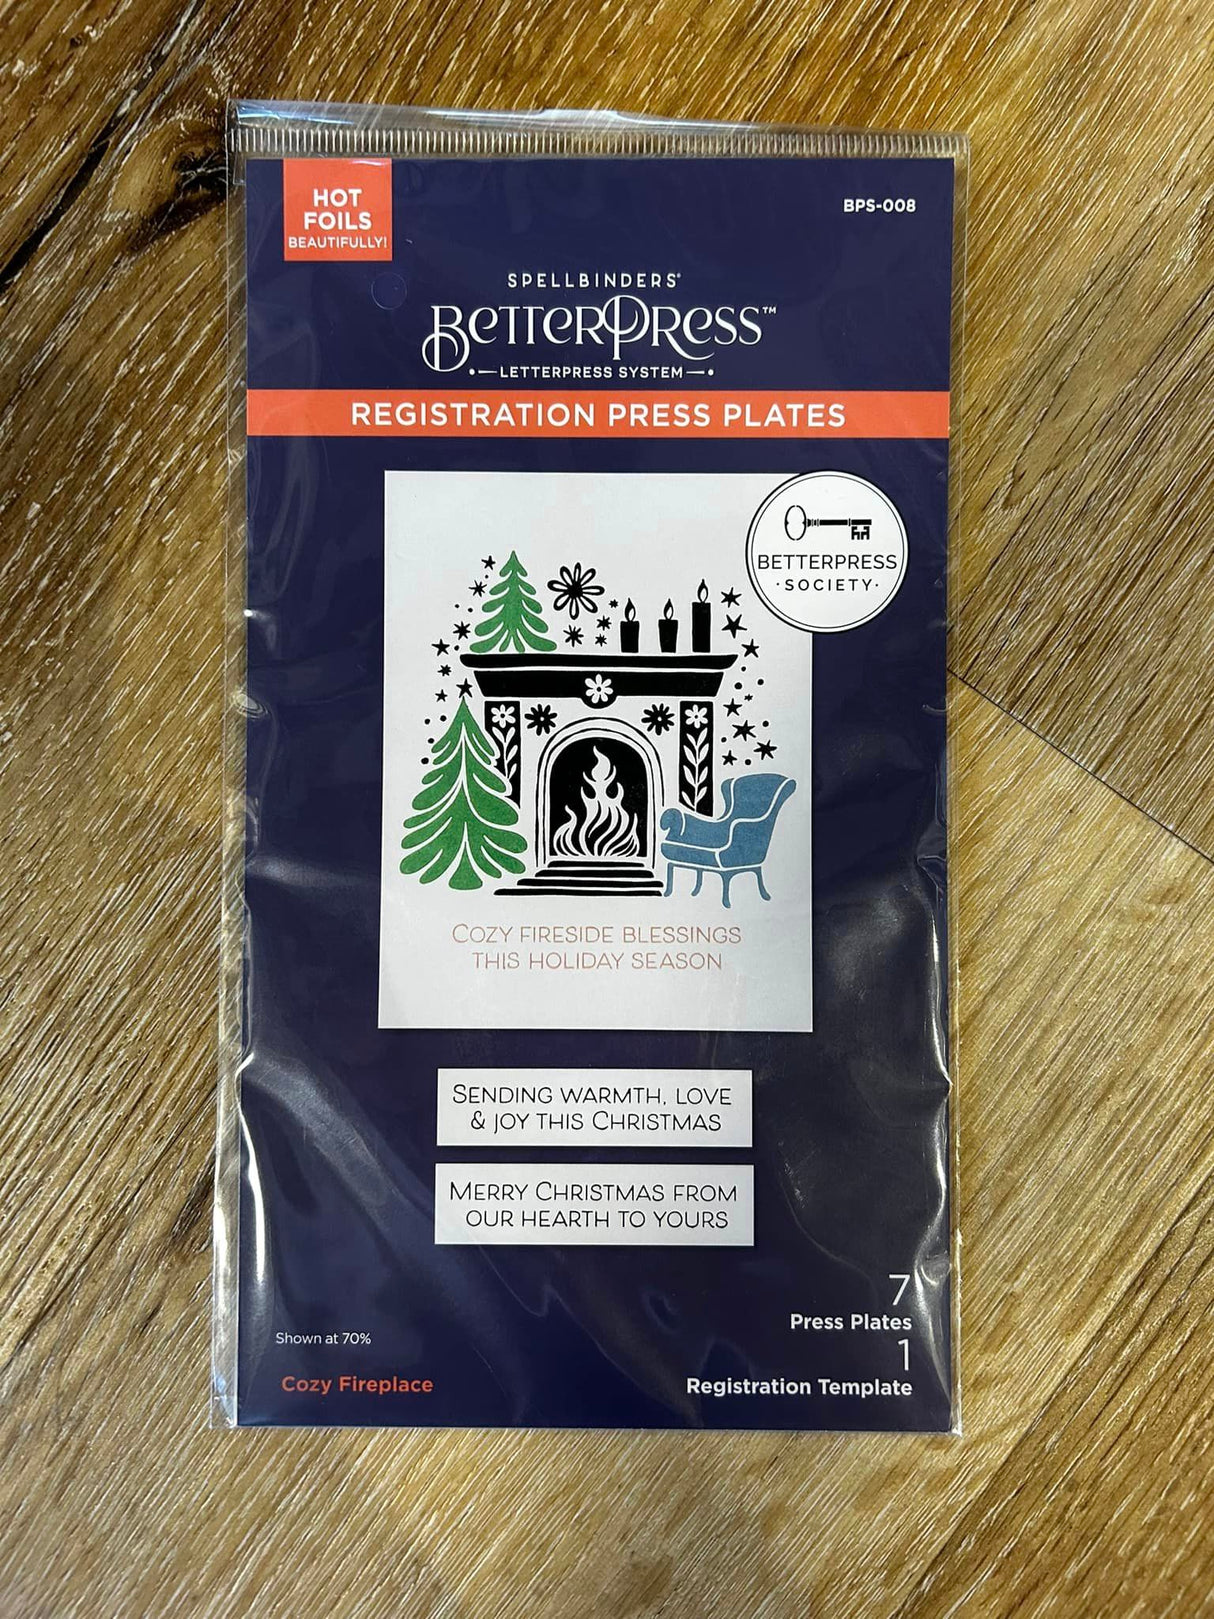 HOT
FOILS
BEAUTIFULLY!
BPS-008
SPELLBINDERS®
BETTERPRESS™
LETTERPRESS SYSTEM
REGISTRATION PRESS PLATES
BETTERPRESS
· SOCIETY ·
COZY FIRESIDE BLESSINGS
THIS HOLIDAY SEASON
SENDING WARMTH, LOVE
& JOY THIS CHRISTMAS
MERRY CHRISTMAS FROM
OUR HEARTH TO YOURS
7
Press Plates
1
Registration Template
Shown at 70%
Cozy Fireplace